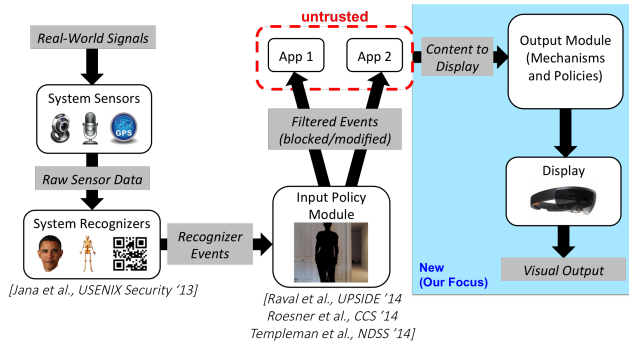 Real-World Signals
System Sensors
GPS
Raw Sensor Data
System Recognizers
[Jana et al., USENIX Security ‘13]
Recognizer
Events
untrusted
App 1
App 2
Filtered Events
(blocked/modified)
Input Policy
Module
[Raval et al., UPSIDE ’14
Roesner et al., CCS ’14
Templeman et al., NDSS ’14]
Content to
Display
Output Module
(Mechanisms
and Policies)
Display
Visual Output
New
(Our Focus)